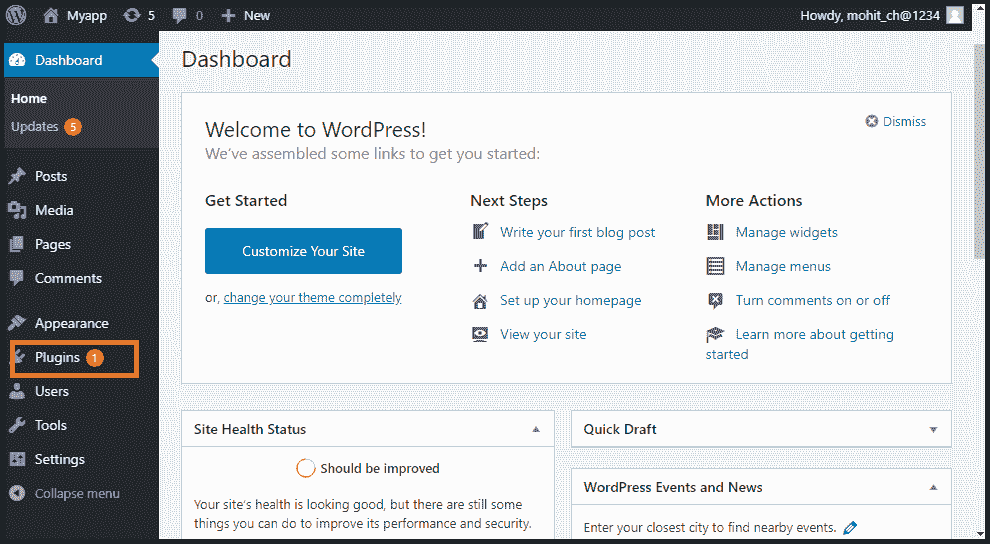 Myapp 5 0 New Howdy, mohit_ch@1234
Dashboard
Home
Updates 5
Posts
Media
Pages
Comments
Appearance
Plugins 1
Users
Tools
Settings
Collapse menu
Dashboard
Welcome to WordPress!
Dismiss
We've assembled some links to get you started:
Get Started
Customize Your Site
or, change your theme completely
Next Steps
Write your first blog post
Add an About page
Set up your homepage
View your site
More Actions
Manage widgets
Manage menus
Turn comments on or off
Learn more about getting
started
Site Health Status
Should be improved
Your site's health is looking good, but there are still some
things you can do to improve its performance and security.
Quick Draft
WordPress Events and News
Enter your closest city to find nearby events.